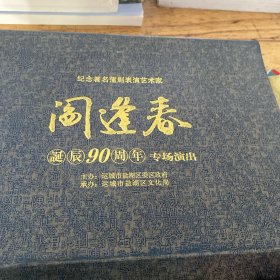 纪念著名蒲剧表演艺术家
阎逢春
誕辰90周年专场演出
主办：运城市盐湖区委区政府
承办：运城市盐湖区文化局